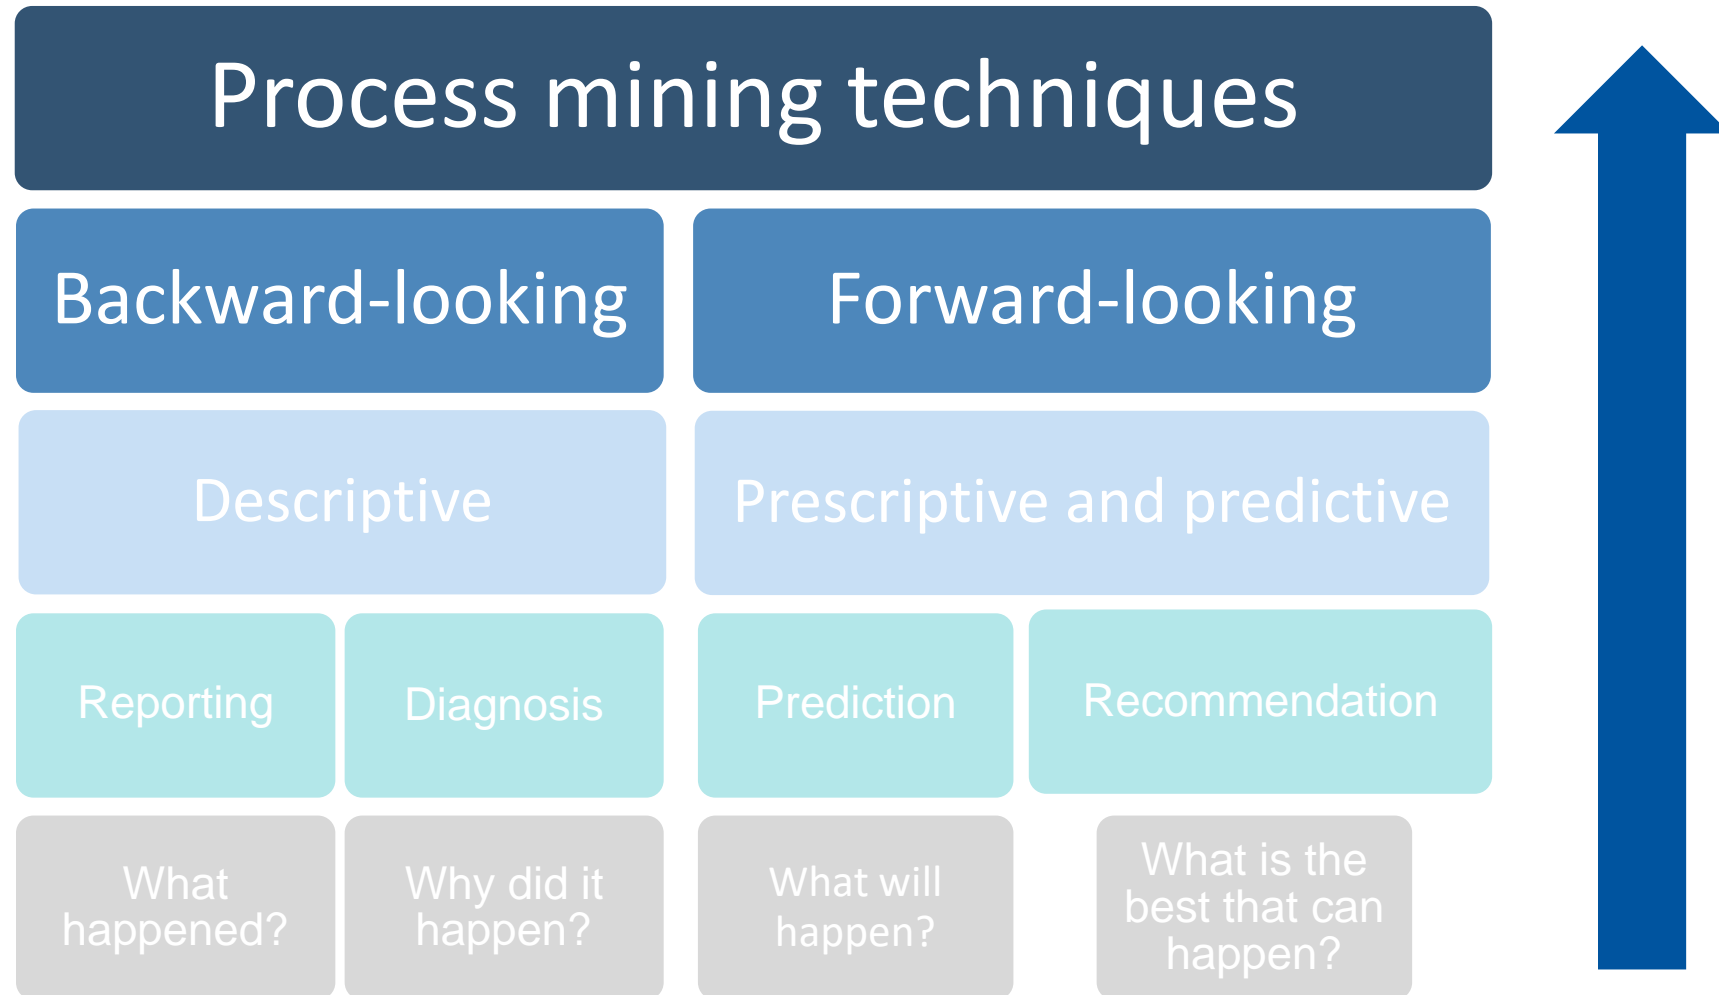 Process mining techniques
Backward-looking
Forward-looking
Descriptive
Prescriptive and predictive
Reporting
Diagnosis
Prediction
Recommendation
What
happened?
Why did it
happen?
What will
happen?
What is the
best that can
happen?